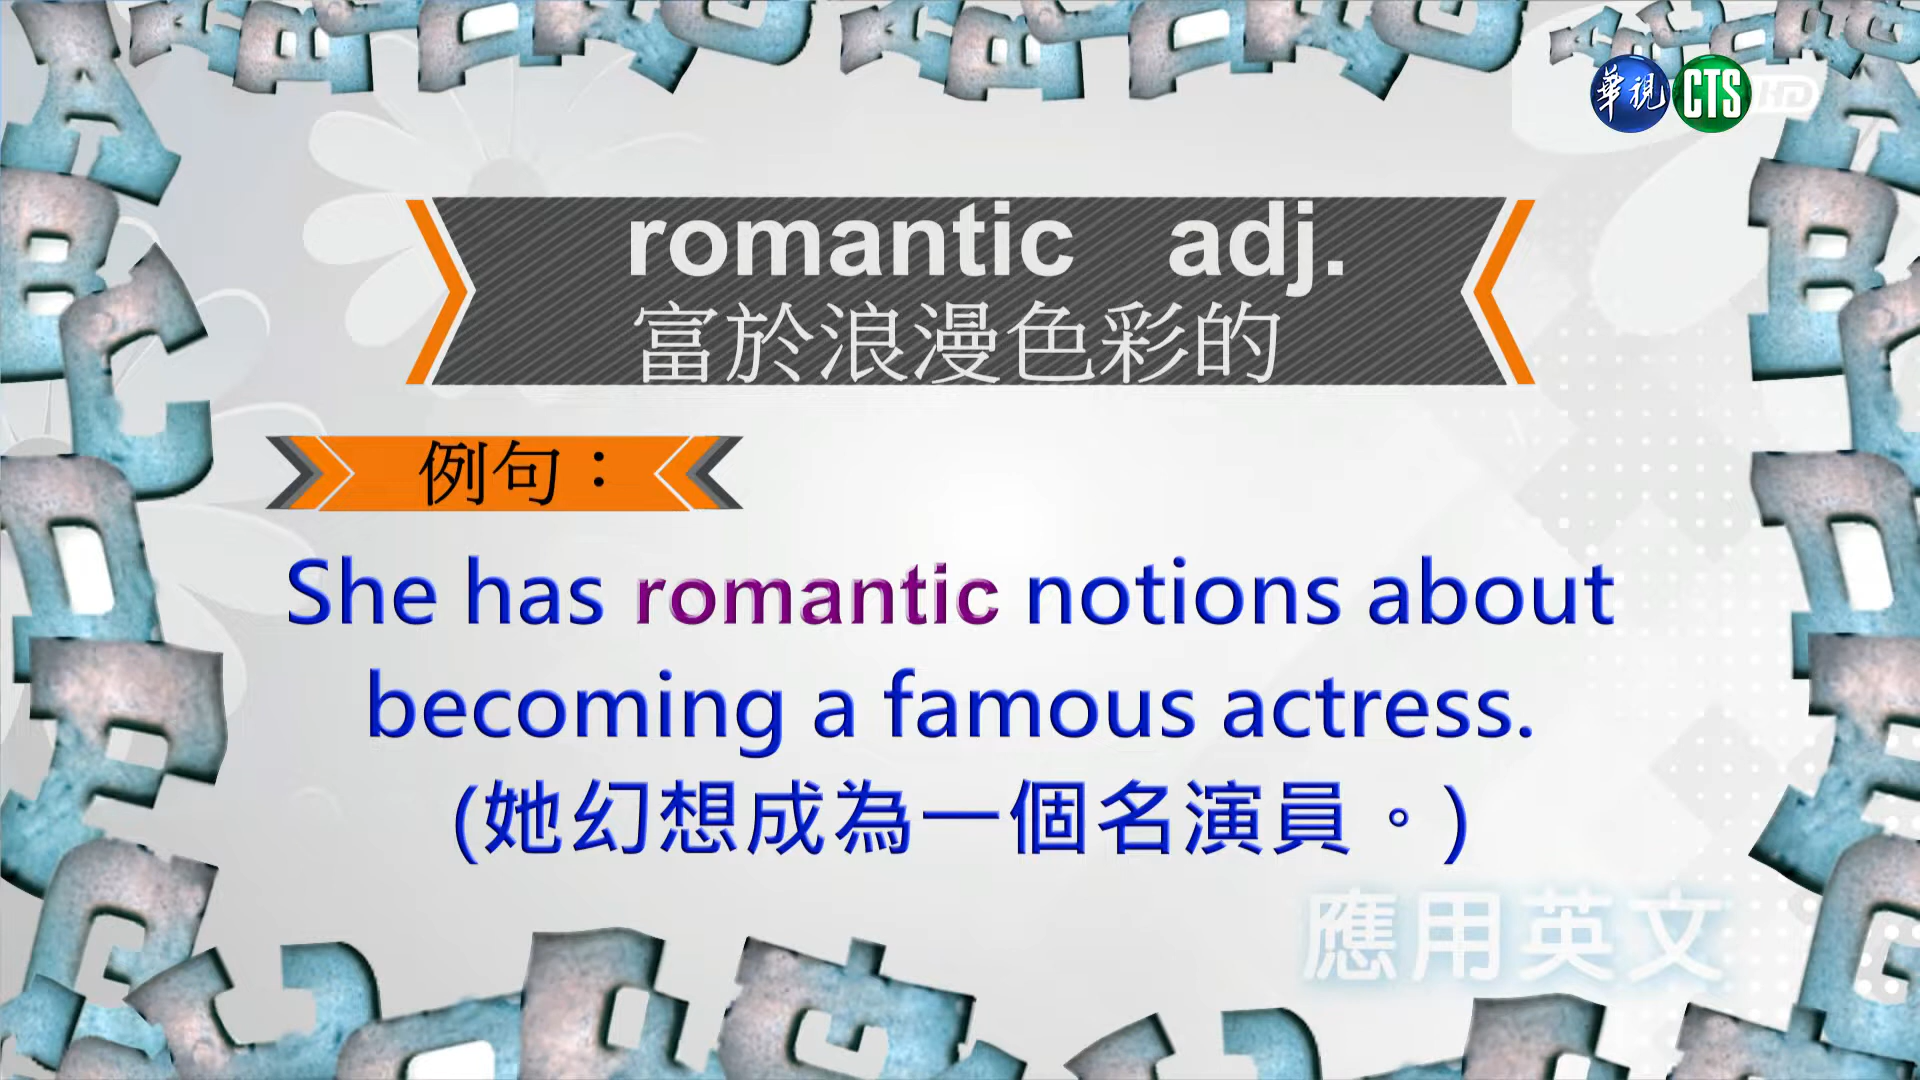 華視 CTS HD
romantic adj.
富於浪漫色彩的
例句：
She has romantic notions about
becoming a famous actress.
(她幻想成為一個名演員。)
應用英文